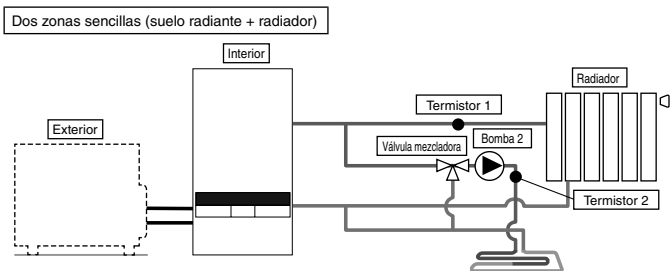 Dos zonas sencillas (suelo radiante + radiador)
Interior
Radiador
Termistor 1
Exterior
Bomba 2
Válvula mezcladora
Termistor 2